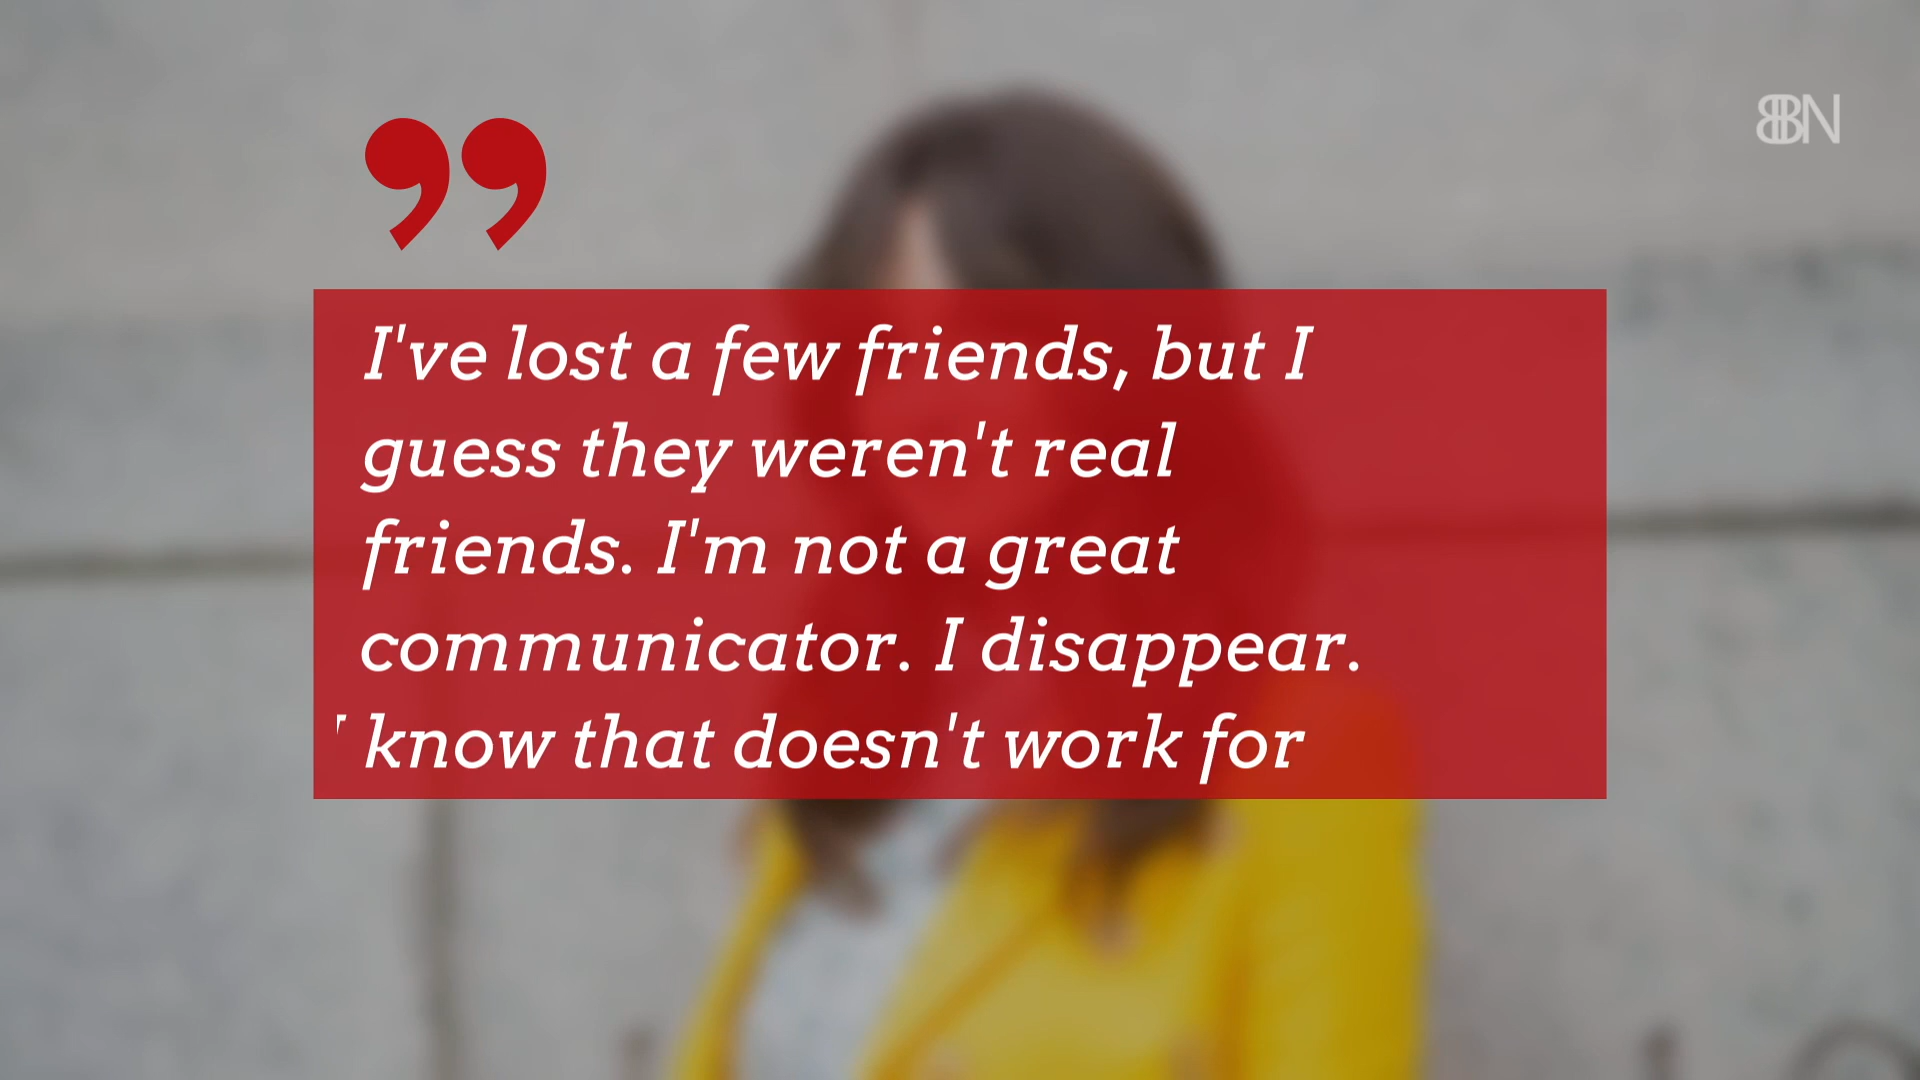 BBN
I've lost a few friends, but I
guess they weren't real
friends. I'm not a great
communicator. I disappear.
I know that doesn't work for